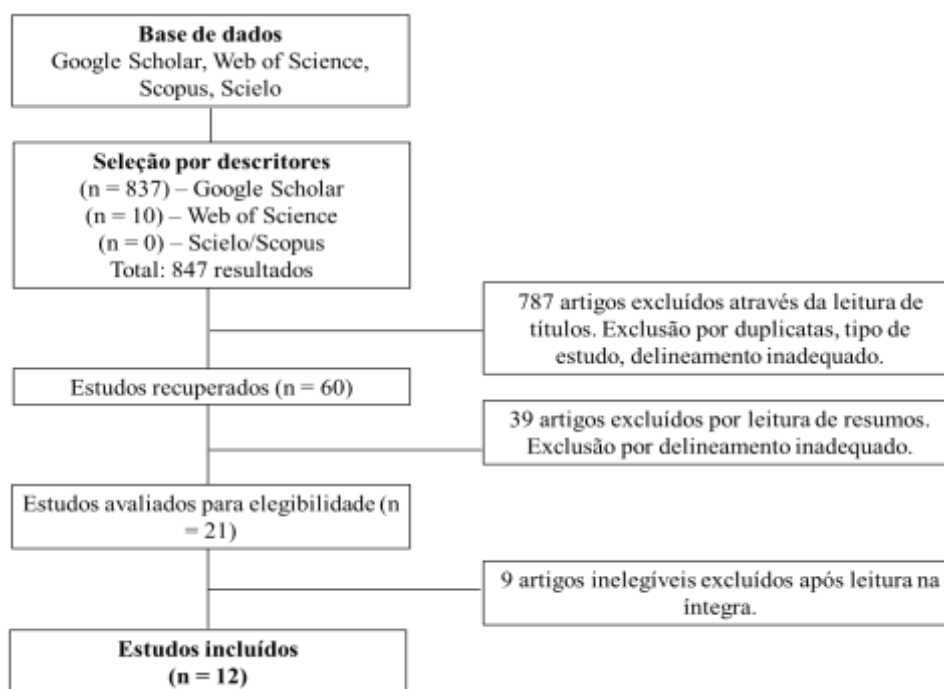 Base de dados
Google Scholar, Web of Science,
Scopus, Scielo
Seleção por descritores
(n = 837) – Google Scholar
(n = 10) – Web of Science
(n = 0) – Scielo/Scopus
Total: 847 resultados
787 artigos excluídos através da leitura de
títulos. Exclusão por duplicatas, tipo de
estudo, delineamento inadequado.
Estudos recuperados (n = 60)
39 artigos excluídos por leitura de resumos.
Exclusão por delineamento inadequado.
Estudos avaliados para elegibilidade (n
= 21)
9 artigos inelegíveis excluídos após leitura na
íntegra.
Estudos incluídos
(n = 12)